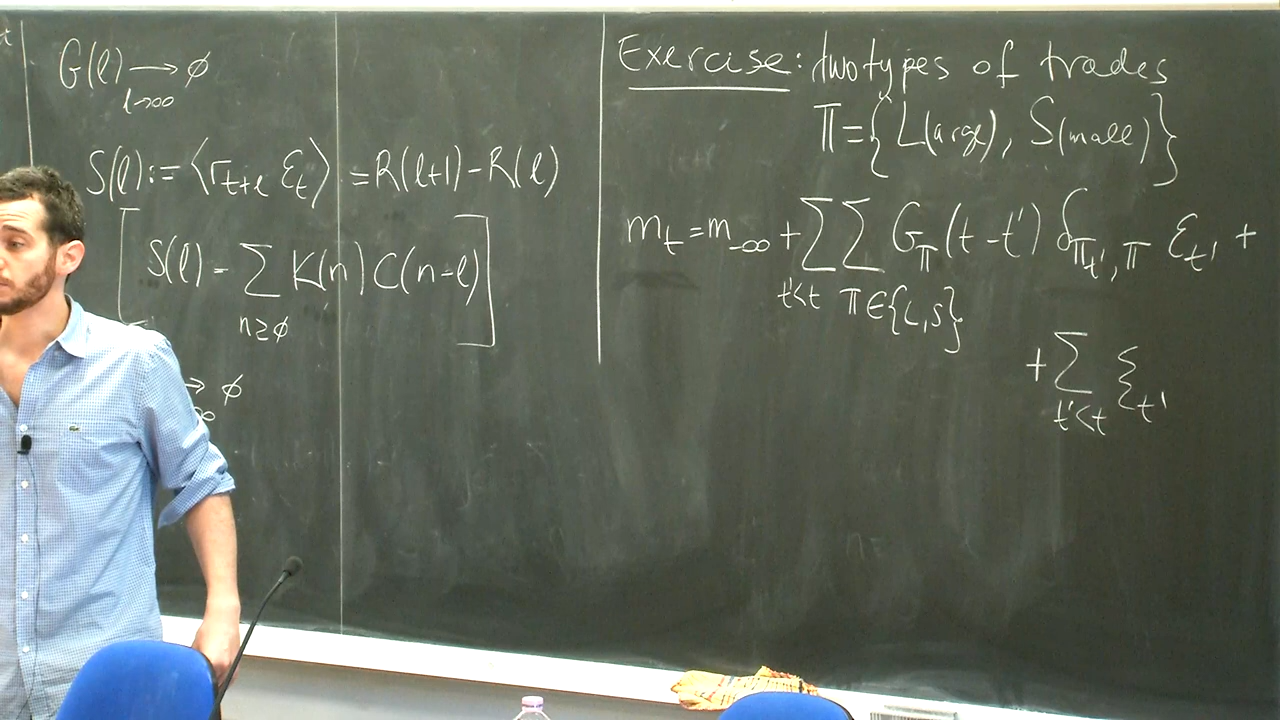 G(l) → ø
l→∞
S(l) := ⟨r_{t+l} ε_t⟩ = R(l+1) - R(l)
[S(l) - ∑_{n≥ø} K(n) C(n-l)]
→ ø
∞
Exercise: two types of trades
π = {L(arge), S(mall)}
m_t = m_{-∞} + ∑_{t'<t} ∑_{π∈{L,S}} G_π(t-t') δ_{π_{t'},π} ε_{t'} +
+ ∑_{t'<t} ξ_{t'}